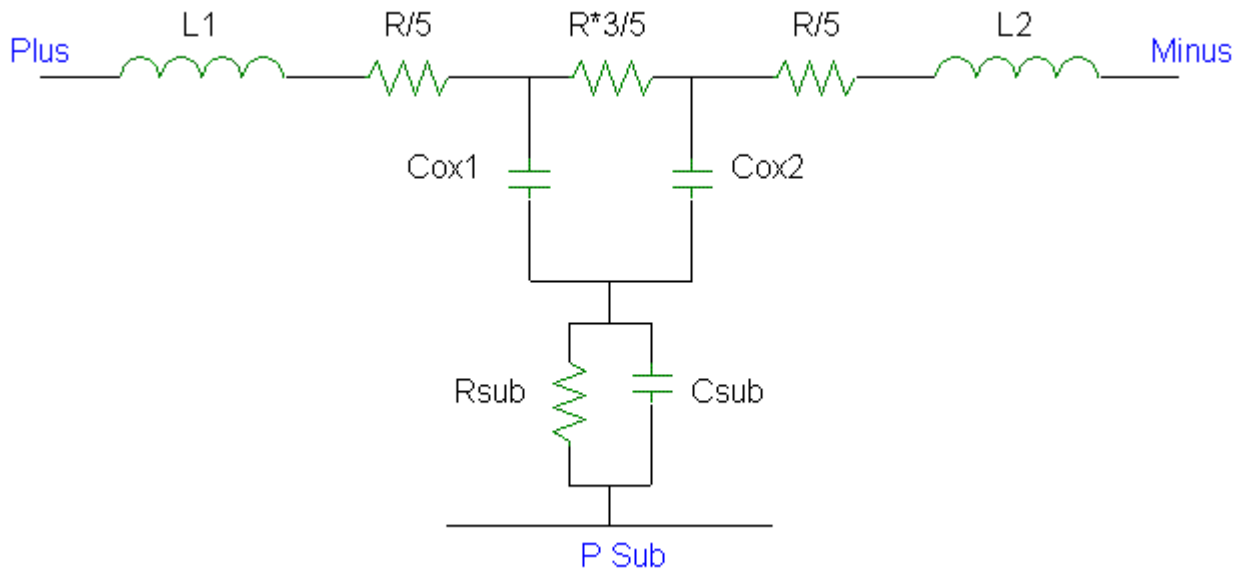 L1
R/5
R*3/5
R/5
L2
Plus
Minus
Cox1
Cox2
Rsub
Csub
P Sub